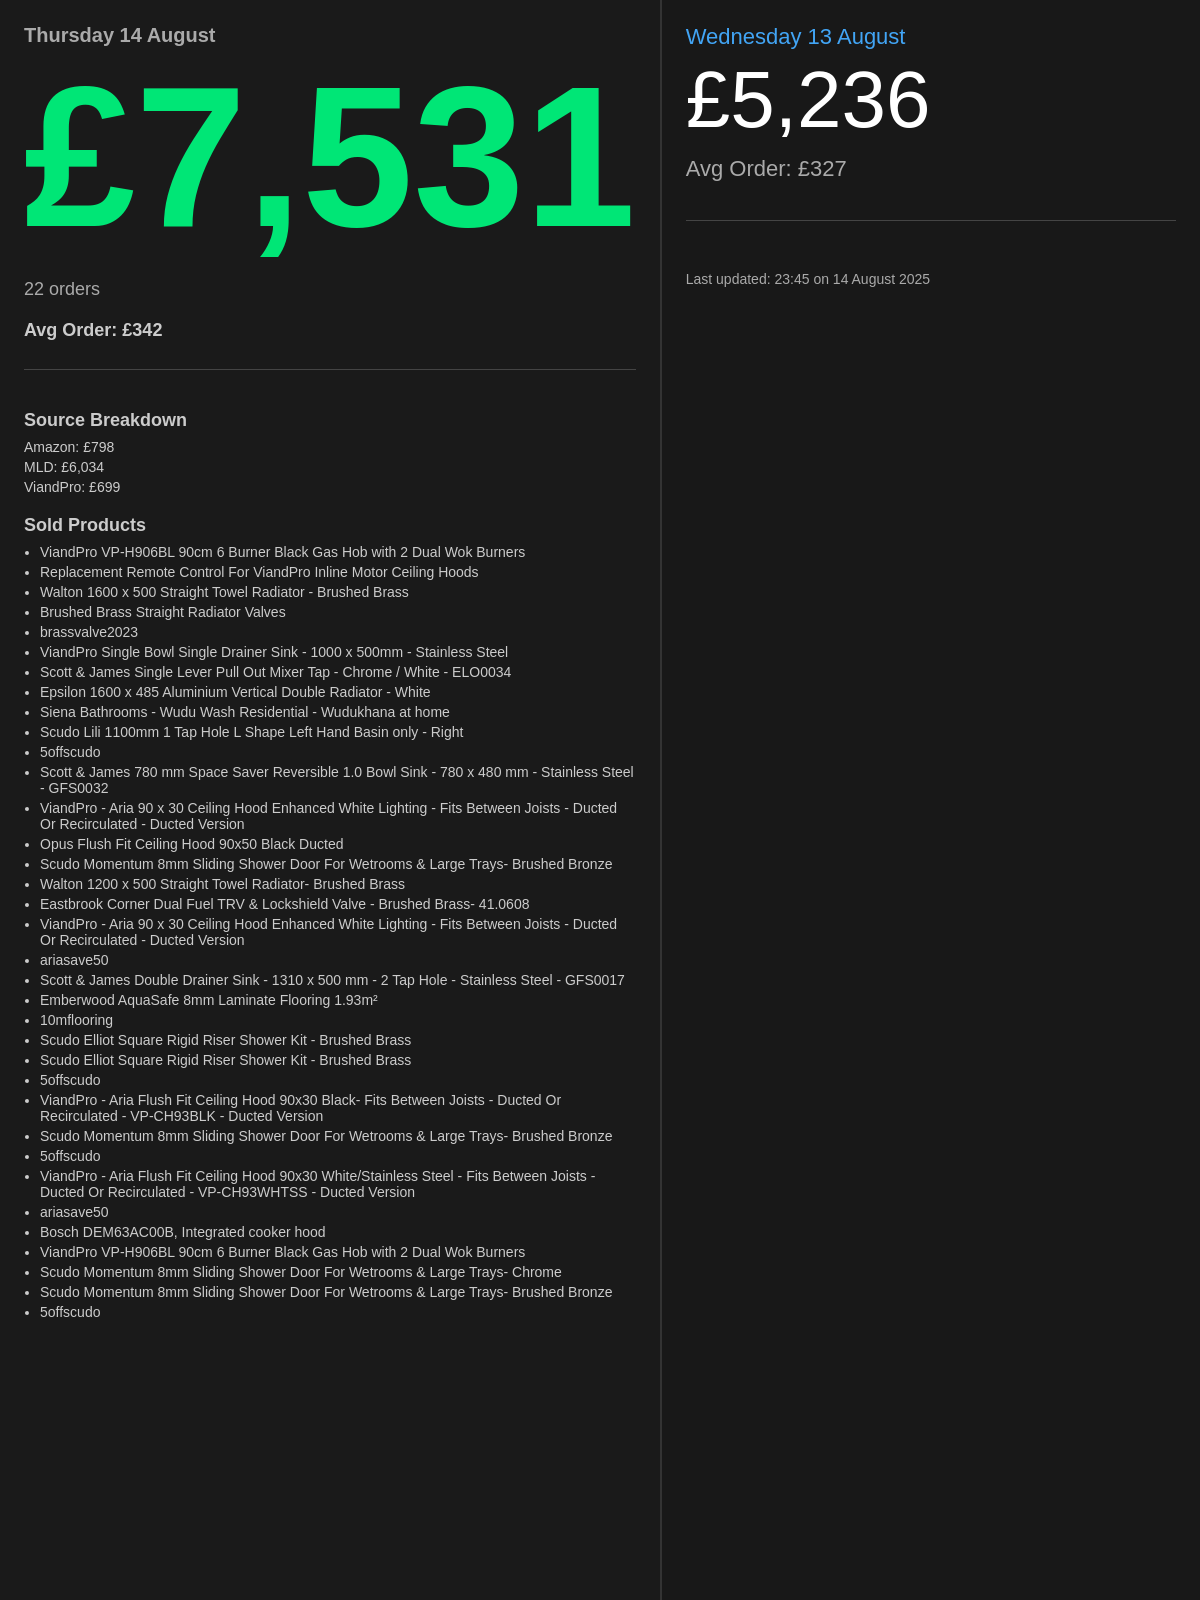 Thursday 14 August
£7,531
22 orders
Avg Order: £342
Source Breakdown
Amazon: £798
MLD: £6,034
ViandPro: £699
Sold Products
• ViandPro VP-H906BL 90cm 6 Burner Black Gas Hob with 2 Dual Wok Burners
• Replacement Remote Control For ViandPro Inline Motor Ceiling Hoods
• Walton 1600 x 500 Straight Towel Radiator - Brushed Brass
• Brushed Brass Straight Radiator Valves
• brassvalve2023
• ViandPro Single Bowl Single Drainer Sink - 1000 x 500mm - Stainless Steel
• Scott & James Single Lever Pull Out Mixer Tap - Chrome / White - ELO0034
• Epsilon 1600 x 485 Aluminium Vertical Double Radiator - White
• Siena Bathrooms - Wudu Wash Residential - Wudukhana at home
• Scudo Lili 1100mm 1 Tap Hole L Shape Left Hand Basin only - Right
• 5offscudo
• Scott & James 780 mm Space Saver Reversible 1.0 Bowl Sink - 780 x 480 mm - Stainless Steel
- GFS0032
• ViandPro - Aria 90 x 30 Ceiling Hood Enhanced White Lighting - Fits Between Joists - Ducted
Or Recirculated - Ducted Version
• Opus Flush Fit Ceiling Hood 90x50 Black Ducted
• Scudo Momentum 8mm Sliding Shower Door For Wetrooms & Large Trays- Brushed Bronze
• Walton 1200 x 500 Straight Towel Radiator- Brushed Brass
• Eastbrook Corner Dual Fuel TRV & Lockshield Valve - Brushed Brass- 41.0608
• ViandPro - Aria 90 x 30 Ceiling Hood Enhanced White Lighting - Fits Between Joists - Ducted
Or Recirculated - Ducted Version
• ariasave50
• Scott & James Double Drainer Sink - 1310 x 500 mm - 2 Tap Hole - Stainless Steel - GFS0017
• Emberwood AquaSafe 8mm Laminate Flooring 1.93m²
• 10mflooring
• Scudo Elliot Square Rigid Riser Shower Kit - Brushed Brass
• Scudo Elliot Square Rigid Riser Shower Kit - Brushed Brass
• 5offscudo
• ViandPro - Aria Flush Fit Ceiling Hood 90x30 Black- Fits Between Joists - Ducted Or
Recirculated - VP-CH93BLK - Ducted Version
• Scudo Momentum 8mm Sliding Shower Door For Wetrooms & Large Trays- Brushed Bronze
• 5offscudo
• ViandPro - Aria Flush Fit Ceiling Hood 90x30 White/Stainless Steel - Fits Between Joists -
Ducted Or Recirculated - VP-CH93WHTSS - Ducted Version
• ariasave50
• Bosch DEM63AC00B, Integrated cooker hood
• ViandPro VP-H906BL 90cm 6 Burner Black Gas Hob with 2 Dual Wok Burners
• Scudo Momentum 8mm Sliding Shower Door For Wetrooms & Large Trays- Chrome
• Scudo Momentum 8mm Sliding Shower Door For Wetrooms & Large Trays- Brushed Bronze
• 5offscudo
Wednesday 13 August
£5,236
Avg Order: £327
Last updated: 23:45 on 14 August 2025